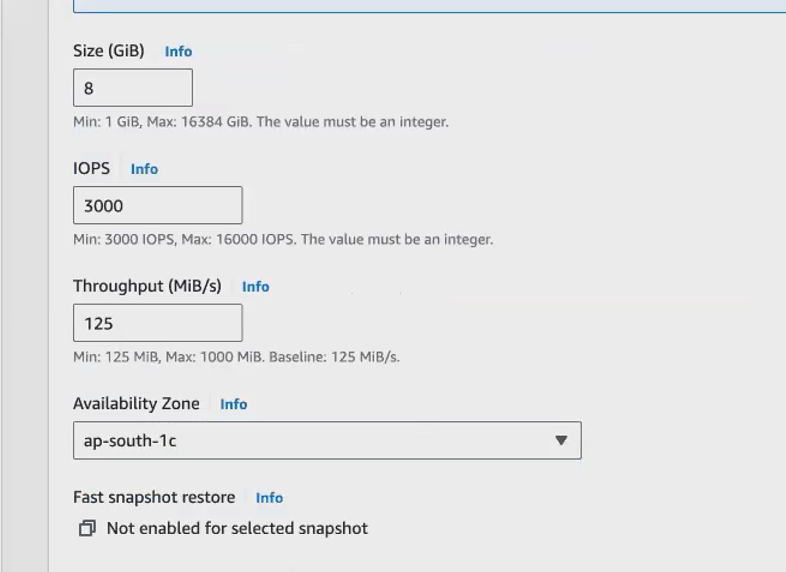 Size (GiB) Info
8
Min: 1 GiB, Max: 16384 GiB. The value must be an integer.
IOPS Info
3000
Min: 3000 IOPS, Max: 16000 IOPS. The value must be an integer.
Throughput (MiB/s) Info
125
Min: 125 MiB, Max: 1000 MiB. Baseline: 125 MiB/s.
Availability Zone Info
ap-south-1c
Fast snapshot restore Info
Not enabled for selected snapshot